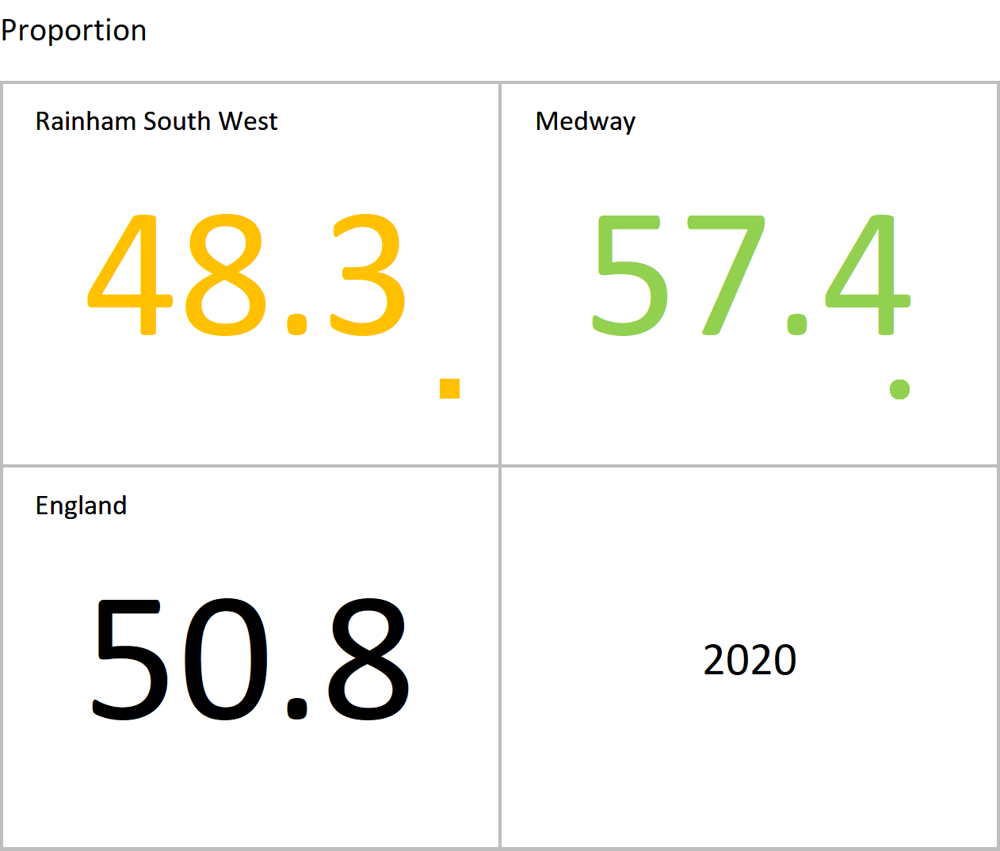 Proportion
Rainham South West
48.3
Medway
57.4
England
50.8
2020